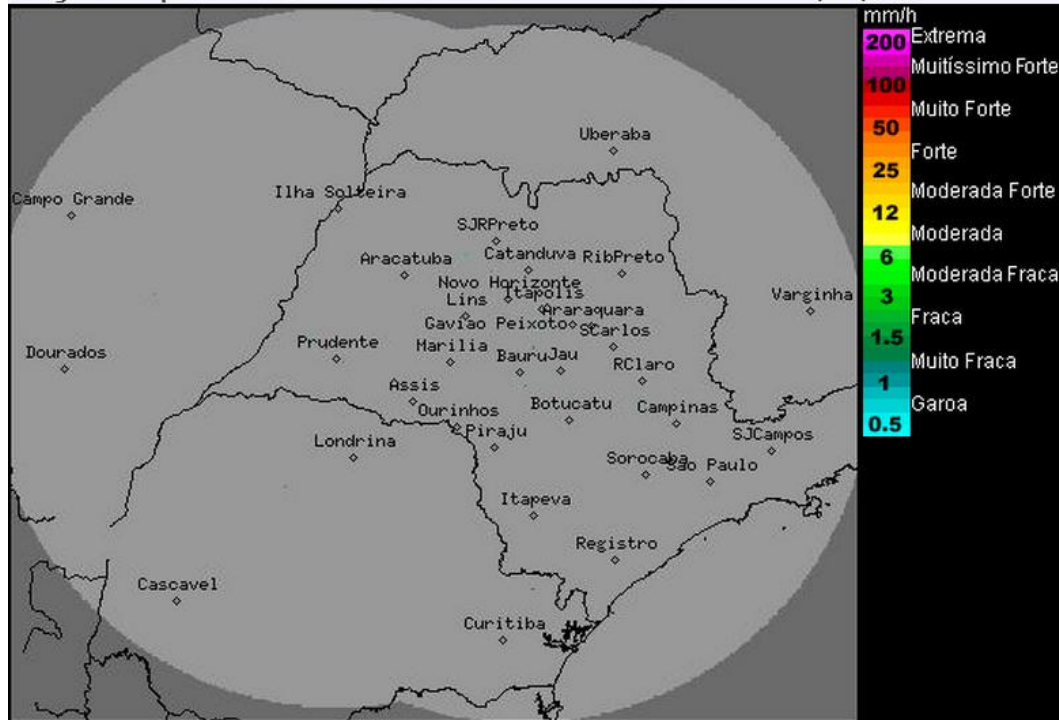 mm/h
200 Extrema
Muitíssimo Forte
100
Muito Forte
50
Forte
25
Moderada Forte
12
Moderada
6
Moderada Fraca
3
Fraca
1.5
Muito Fraca
1
Garoa
0.5
Uberaba
Campo Grande
Ilha Solteira
SJRPreto
Catanduva
RibPreto
Aracatuba
Novo Horizonte
Itapolis
Lins
Araraquara
Varginha
Gaviao Peixoto
SCarlos
Dourados
Prudente
Marilia
Bauru
Jau
RClaro
Assis
Ourinhos
Botucatu
Campinas
Londrina
Piraju
SJCampos
Sorocaba
Sao Paulo
Itapeva
Registro
Cascavel
Curitiba